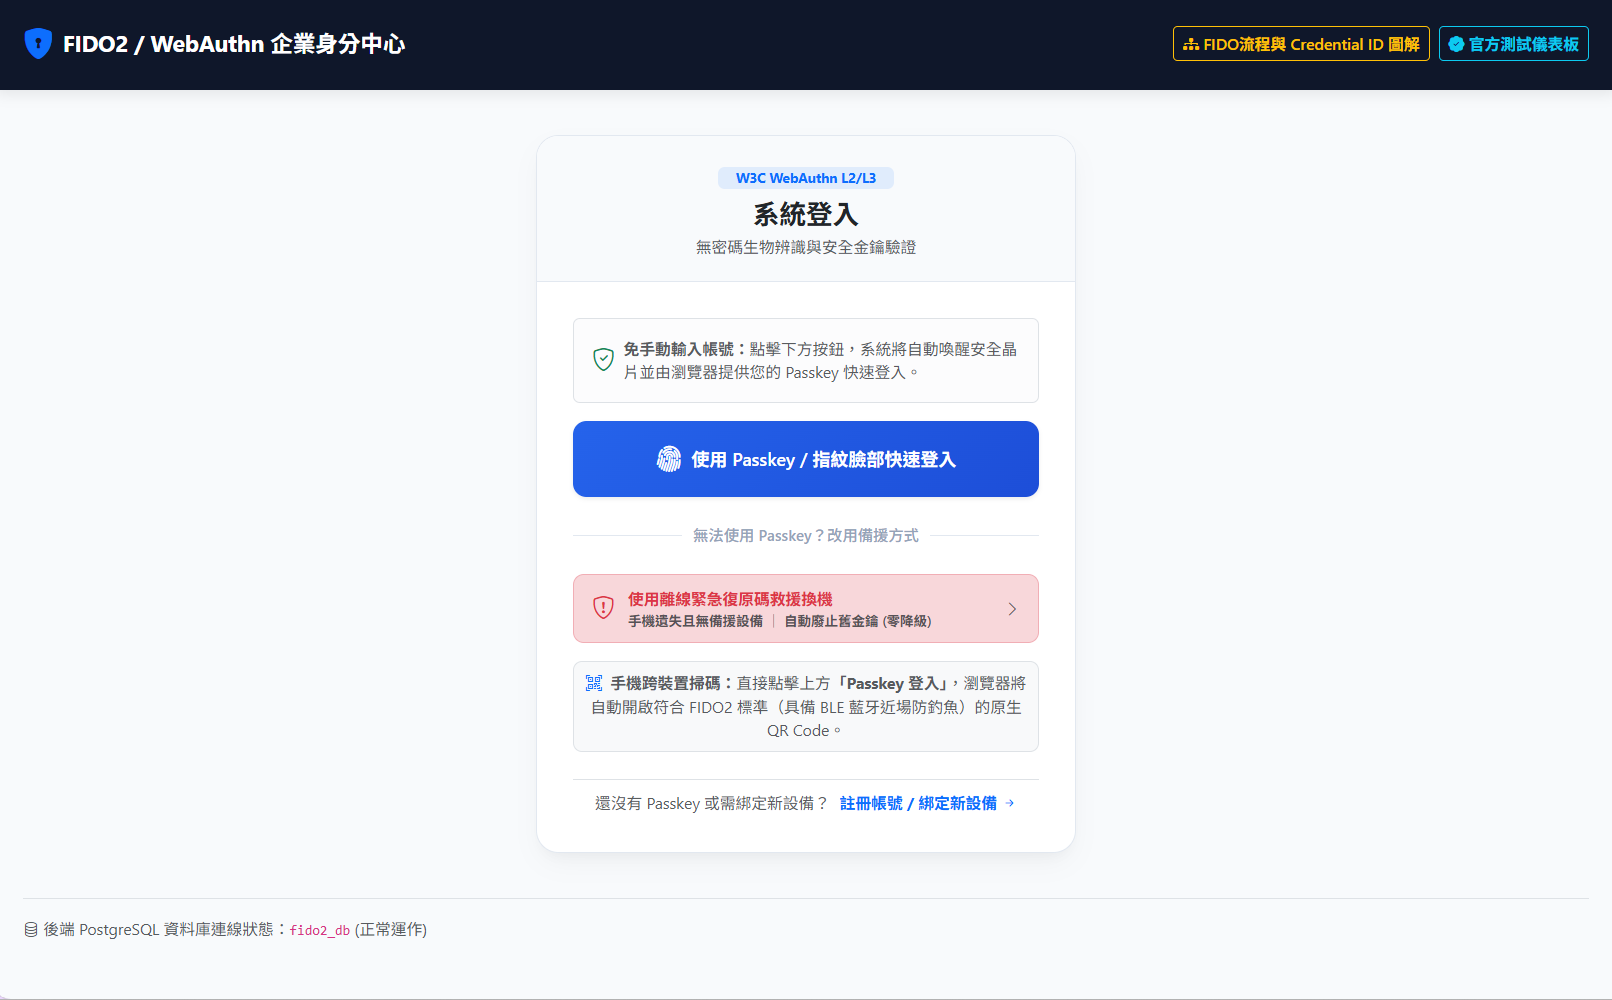 FIDO2 / WebAuthn 企業身分中心
FIDO流程與 Credential ID 圖解
官方測試儀表板
W3C WebAuthn L2/L3
系統登入
無密碼生物辨識與安全金鑰驗證
免手動輸入帳號：點擊下方按鈕，系統將自動喚醒安全晶
片並由瀏覽器提供您的 Passkey 快速登入。
使用 Passkey / 指紋臉部快速登入
無法使用 Passkey？改用備援方式
使用離線緊急復原碼救援換機
手機遺失且無備援設備 ｜ 自動廢止舊金鑰 (零降級)
手機跨裝置掃碼：直接點擊上方「Passkey 登入」，瀏覽器將
自動開啟符合 FIDO2 標準（具備 BLE 藍牙近場防釣魚）的原生
QR Code。
還沒有 Passkey 或需綁定新設備？ 註冊帳號 / 綁定新設備 →
後端 PostgreSQL 資料庫連線狀態：fido2_db (正常運作)